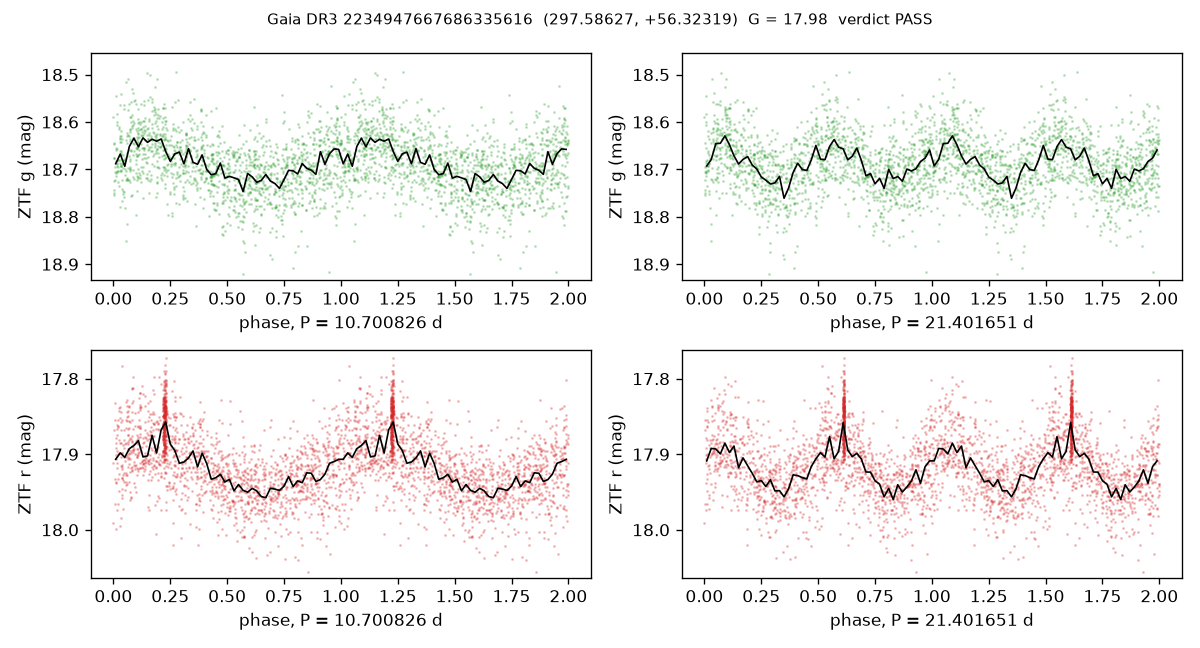 Gaia DR3 2234947667686335616  (297.58627, +56.32319)  G = 17.98  verdict PASS
ZTF g (mag)
18.5
18.6
18.7
18.8
18.9
0.00 0.25 0.50 0.75 1.00 1.25 1.50 1.75 2.00
phase, P = 10.700826 d
ZTF g (mag)
18.5
18.6
18.7
18.8
18.9
0.00 0.25 0.50 0.75 1.00 1.25 1.50 1.75 2.00
phase, P = 21.401651 d
ZTF r (mag)
17.8
17.9
18.0
0.00 0.25 0.50 0.75 1.00 1.25 1.50 1.75 2.00
phase, P = 10.700826 d
ZTF r (mag)
17.8
17.9
18.0
0.00 0.25 0.50 0.75 1.00 1.25 1.50 1.75 2.00
phase, P = 21.401651 d